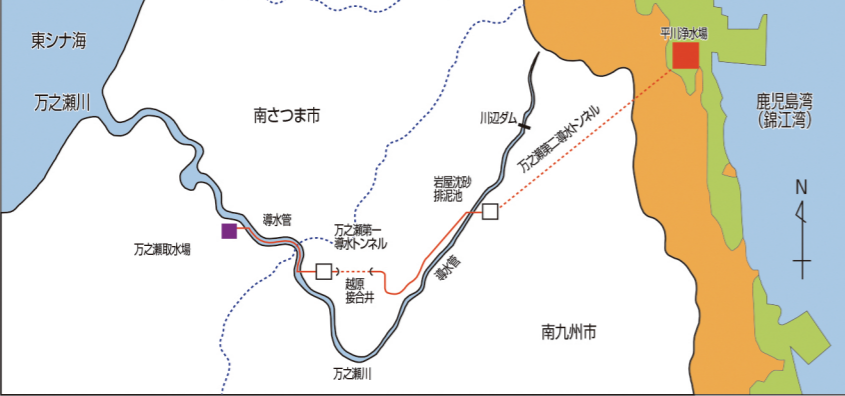 平川浄水場
東シナ海
万之瀬川
鹿児島湾
(錦江湾)
南さつま市
川辺ダム
万之瀬第二導水トンネル
岩屋沈砂
排泥池
N
導水管
万之瀬第一
導水トンネル
万之瀬取水場
越原
接合井
導水管
南九州市
万之瀬川